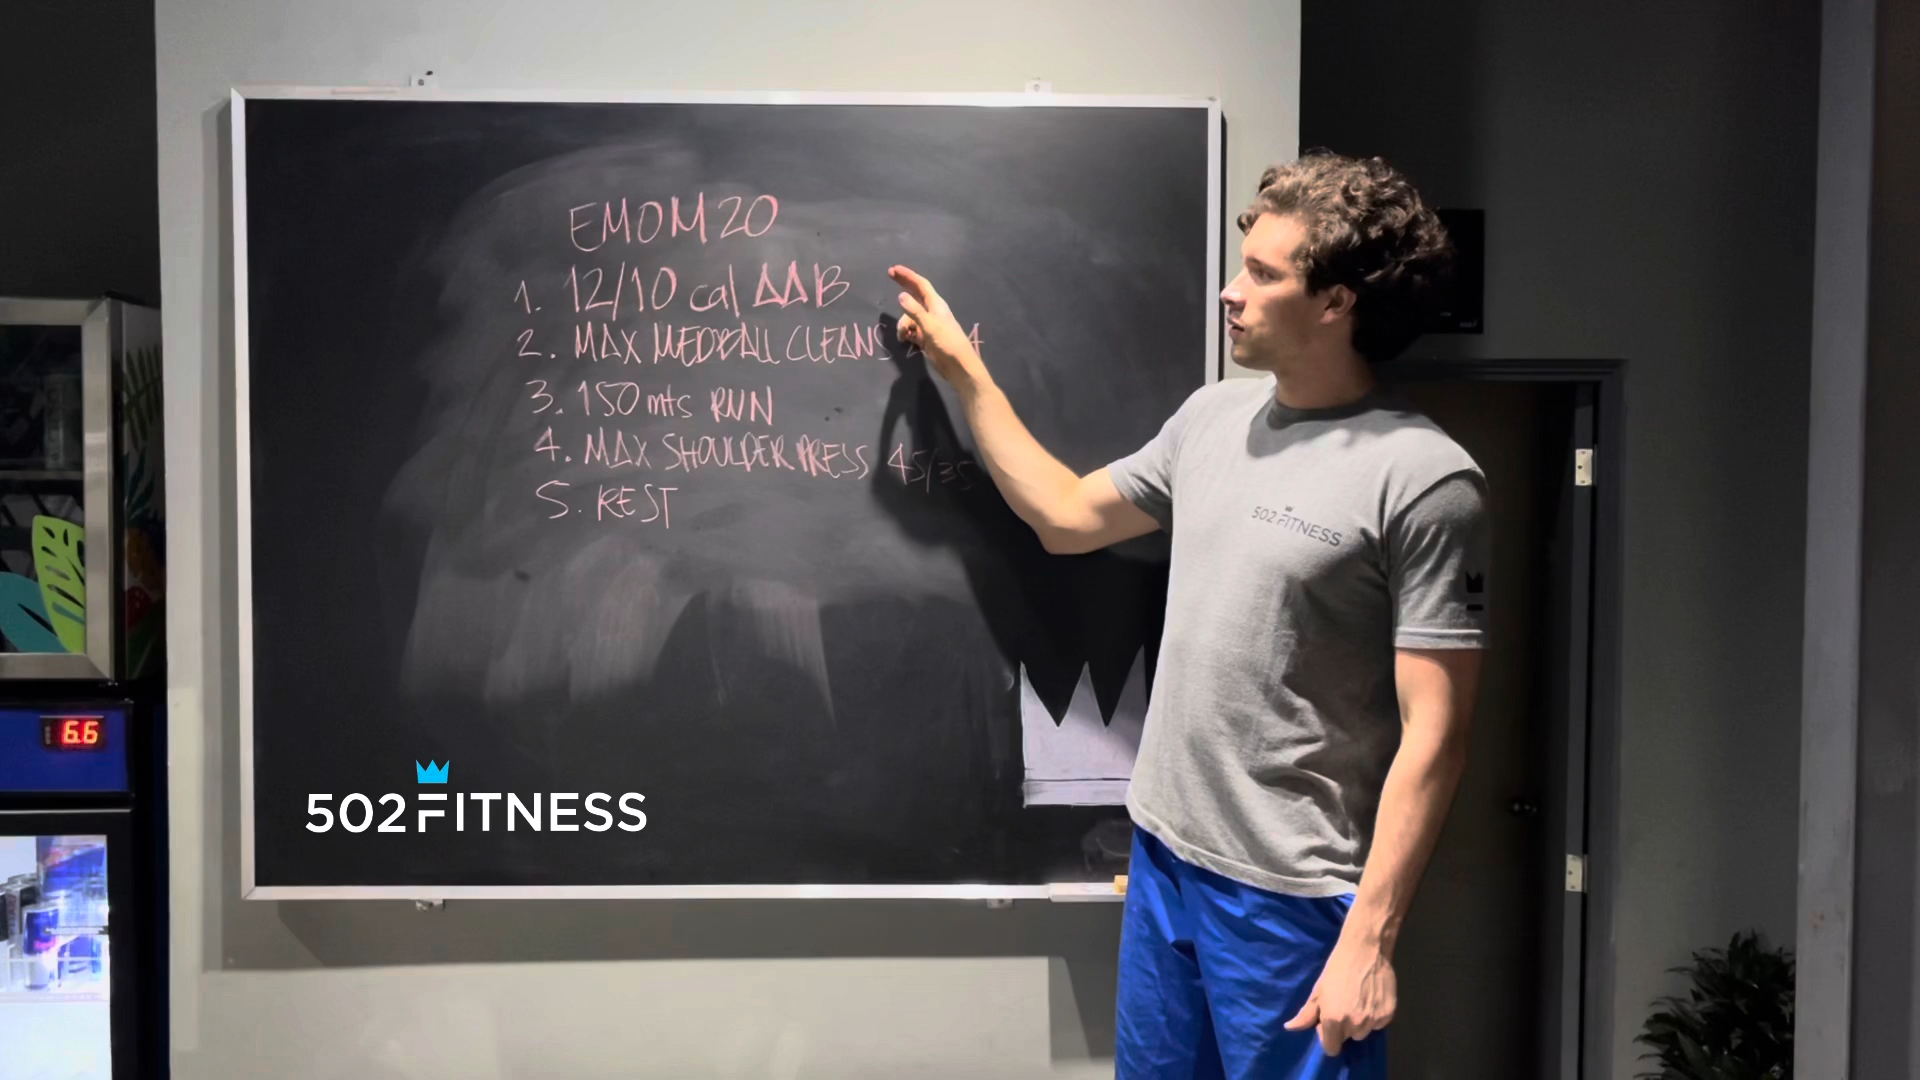 EMOM 20
1. 12/10 cal AAB
2. MAX MEDBALL CLEANS
3. 150 mts RUN
4. MAX SHOULDER PRESS 45/35
5. REST
502 FITNESS
502 FITNESS
6.6